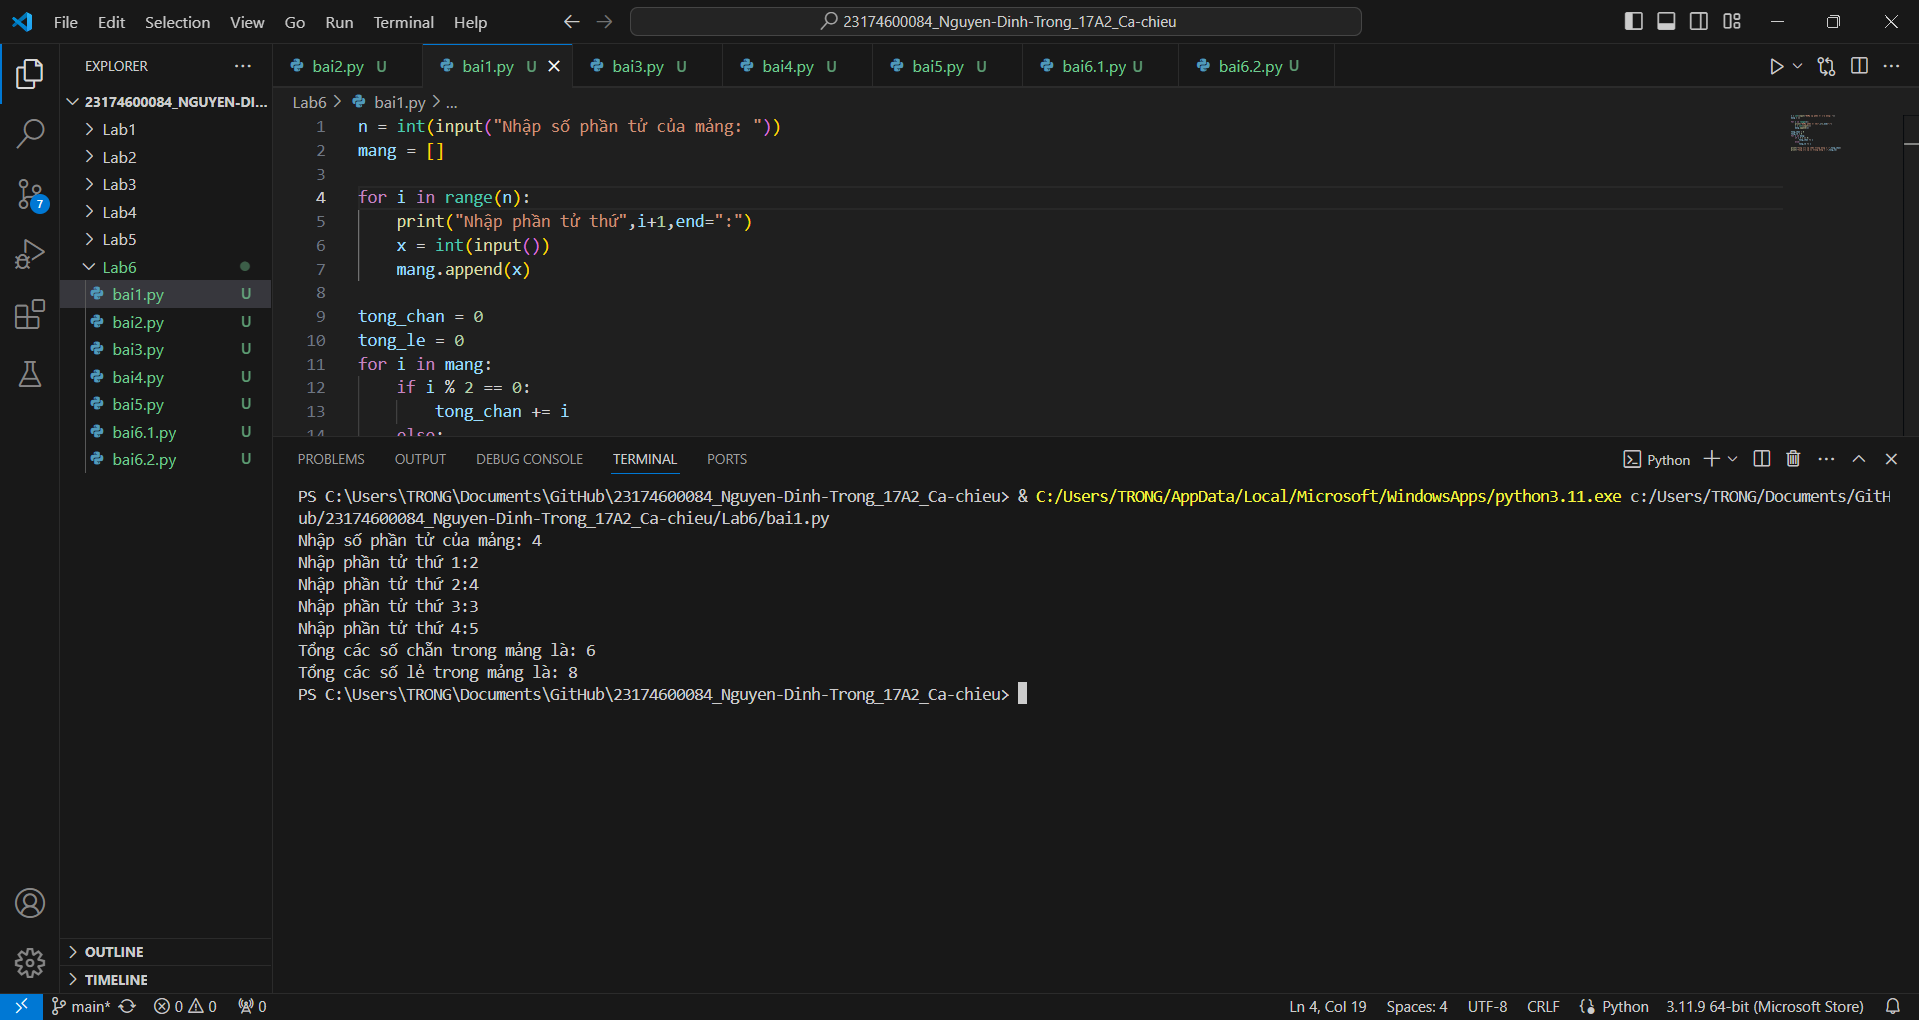 File Edit Selection View Go Run Terminal Help
23174600084_Nguyen-Dinh-Trong_17A2_Ca-chieu
EXPLORER
23174600084_NGUYEN-DI...
Lab1
Lab2
Lab3
Lab4
Lab5
Lab6
bai1.py U
bai2.py U
bai3.py U
bai4.py U
bai5.py U
bai6.1.py U
bai6.2.py U
OUTLINE
TIMELINE
7
bai2.py U bai1.py U bai3.py U bai4.py U bai5.py U bai6.1.py U bai6.2.py U
Lab6 > bai1.py > ...
1 n = int(input("Nhập số phần tử của mảng: "))
2 mang = []
3
4 for i in range(n):
5 print("Nhập phần tử thứ",i+1,end=":")
6 x = int(input())
7 mang.append(x)
8
9 tong_chan = 0
10 tong_le = 0
11 for i in mang:
12 if i % 2 == 0:
13 tong_chan += i
14 else:
PROBLEMS OUTPUT DEBUG CONSOLE TERMINAL PORTS
Python
PS C:\Users\TRONG\Documents\GitHub\23174600084_Nguyen-Dinh-Trong_17A2_Ca-chieu> & C:/Users/TRONG/AppData/Local/Microsoft/WindowsApps/python3.11.exe c:/Users/TRONG/Documents/GitH
ub/23174600084_Nguyen-Dinh-Trong_17A2_Ca-chieu/Lab6/bai1.py
Nhập số phần tử của mảng: 4
Nhập phần tử thứ 1:2
Nhập phần tử thứ 2:4
Nhập phần tử thứ 3:3
Nhập phần tử thứ 4:5
Tổng các số chẵn trong mảng là: 6
Tổng các số lẻ trong mảng là: 8
PS C:\Users\TRONG\Documents\GitHub\23174600084_Nguyen-Dinh-Trong_17A2_Ca-chieu>
main* 0 0 0 Ln 4, Col 19 Spaces: 4 UTF-8 CRLF Python 3.11.9 64-bit (Microsoft Store)